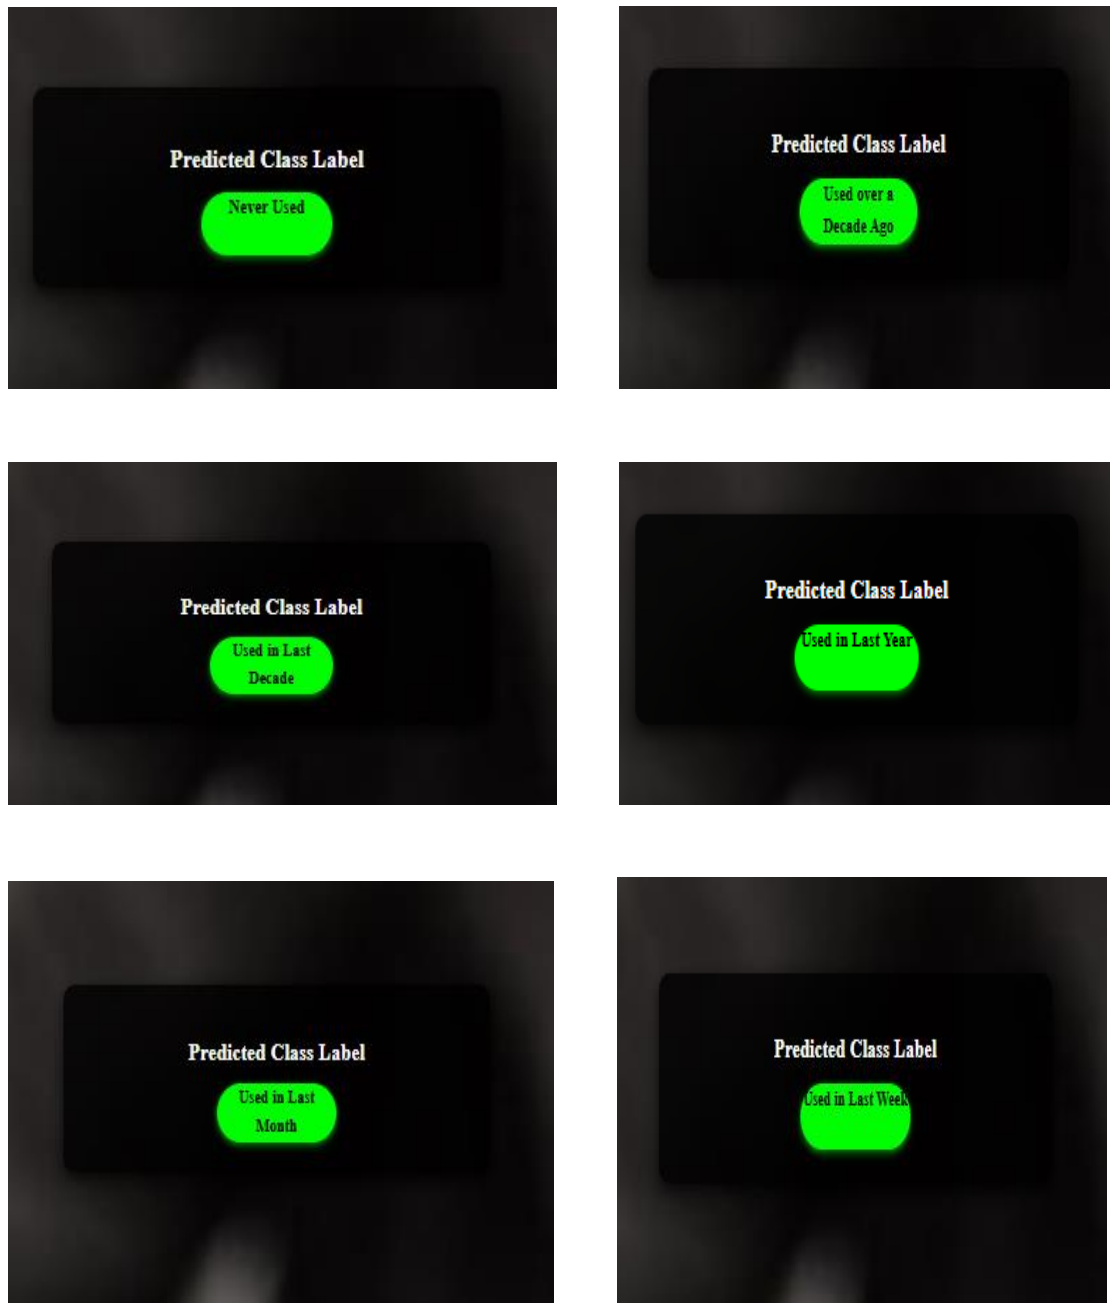 Predicted Class Label
Never Used
Predicted Class Label
Used over a
Decade Ago
Predicted Class Label
Used in Last
Decade
Predicted Class Label
Used in Last Year
Predicted Class Label
Used in Last
Month
Predicted Class Label
Used in Last Week